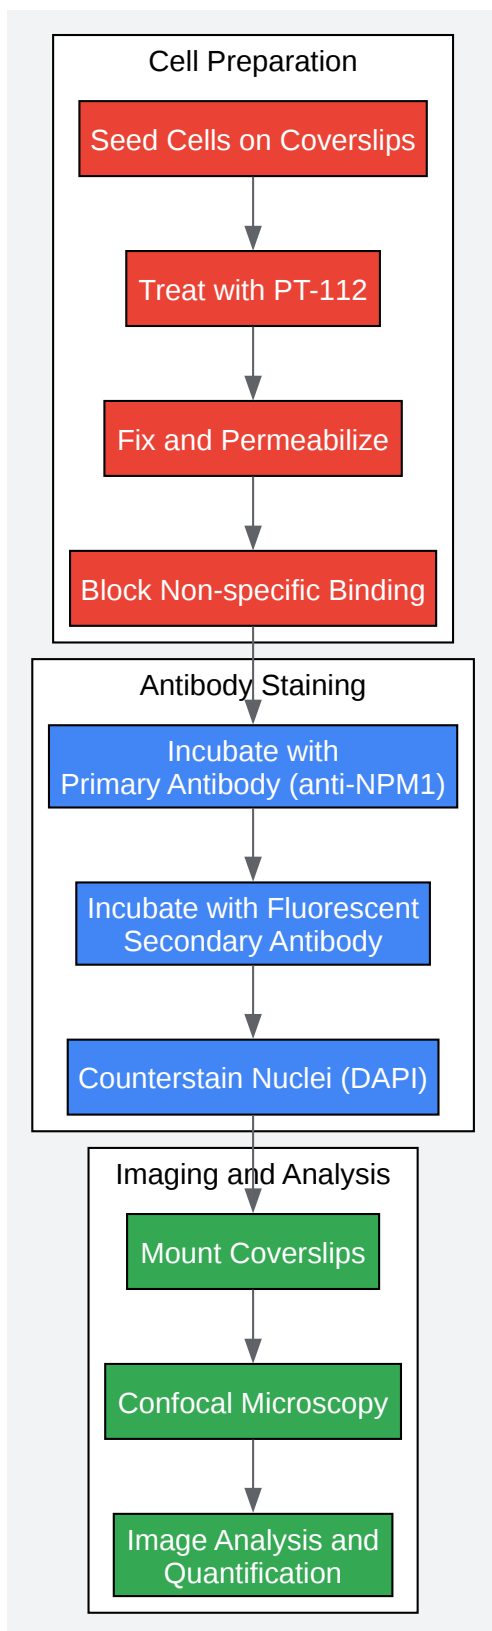 Cell Preparation
Seed Cells on Coverslips
Treat with PT-112
Fix and Permeabilize
Block Non-specific Binding
Antibody Staining
Incubate with
Primary Antibody (anti-NPM1)
Incubate with Fluorescent
Secondary Antibody
Counterstain Nuclei (DAPI)
Imaging and Analysis
Mount Coverslips
Confocal Microscopy
Image Analysis and
Quantification